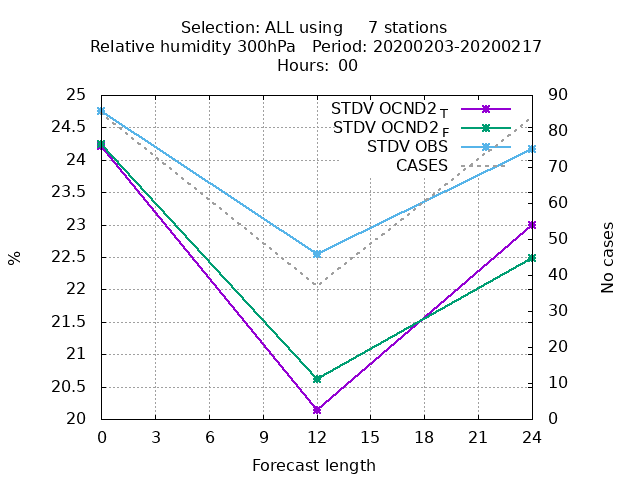 Selection: ALL using     7 stations
Relative humidity 300hPa   Period: 20200203-20200217
Hours: 00
STDV OCND2 T
STDV OCND2 F
STDV OBS
CASES
25
24.5
24
23.5
23
22.5
22
21.5
21
20.5
20
90
80
70
60
50
40
30
20
10
0
%
No cases
0 3 6 9 12 15 18 21 24
Forecast length